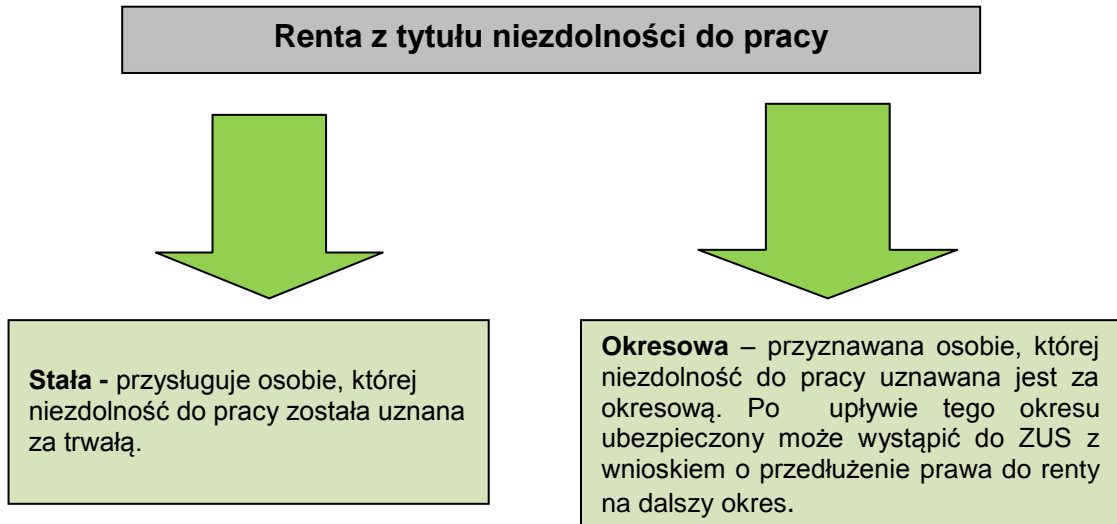 Renta z tytułu niezdolności do pracy
Stała - przysługuje osobie, której
niezdolność do pracy została uznana
za trwałą.
Okresowa – przyznawana osobie, której
niezdolność do pracy uznawana jest za
okresową. Po upływie tego okresu
ubezpieczony może wystąpić do ZUS z
wnioskiem o przedłużenie prawa do renty
na dalszy okres.